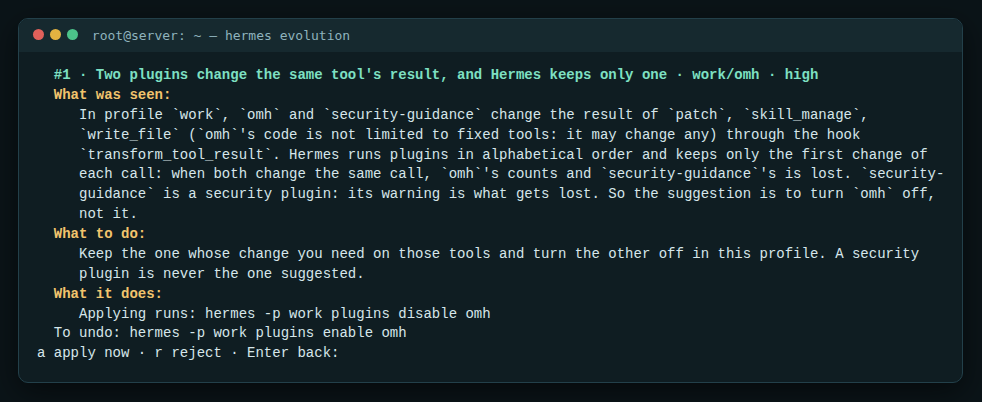 root@server: ~ — hermes evolution
#1 · Two plugins change the same tool's result, and Hermes keeps only one · work/omh · high
What was seen:
In profile `work`, `omh` and `security-guidance` change the result of `patch`, `skill_manage`,
`write_file` (`omh`'s code is not limited to fixed tools: it may change any) through the hook
`transform_tool_result`. Hermes runs plugins in alphabetical order and keeps only the first change of
each call: when both change the same call, `omh`'s counts and `security-guidance`'s is lost. `security-
guidance` is a security plugin: its warning is what gets lost. So the suggestion is to turn `omh` off,
not it.
What to do:
Keep the one whose change you need on those tools and turn the other off in this profile. A security
plugin is never the one suggested.
What it does:
Applying runs: hermes -p work plugins disable omh
To undo: hermes -p work plugins enable omh
a apply now · r reject · Enter back: